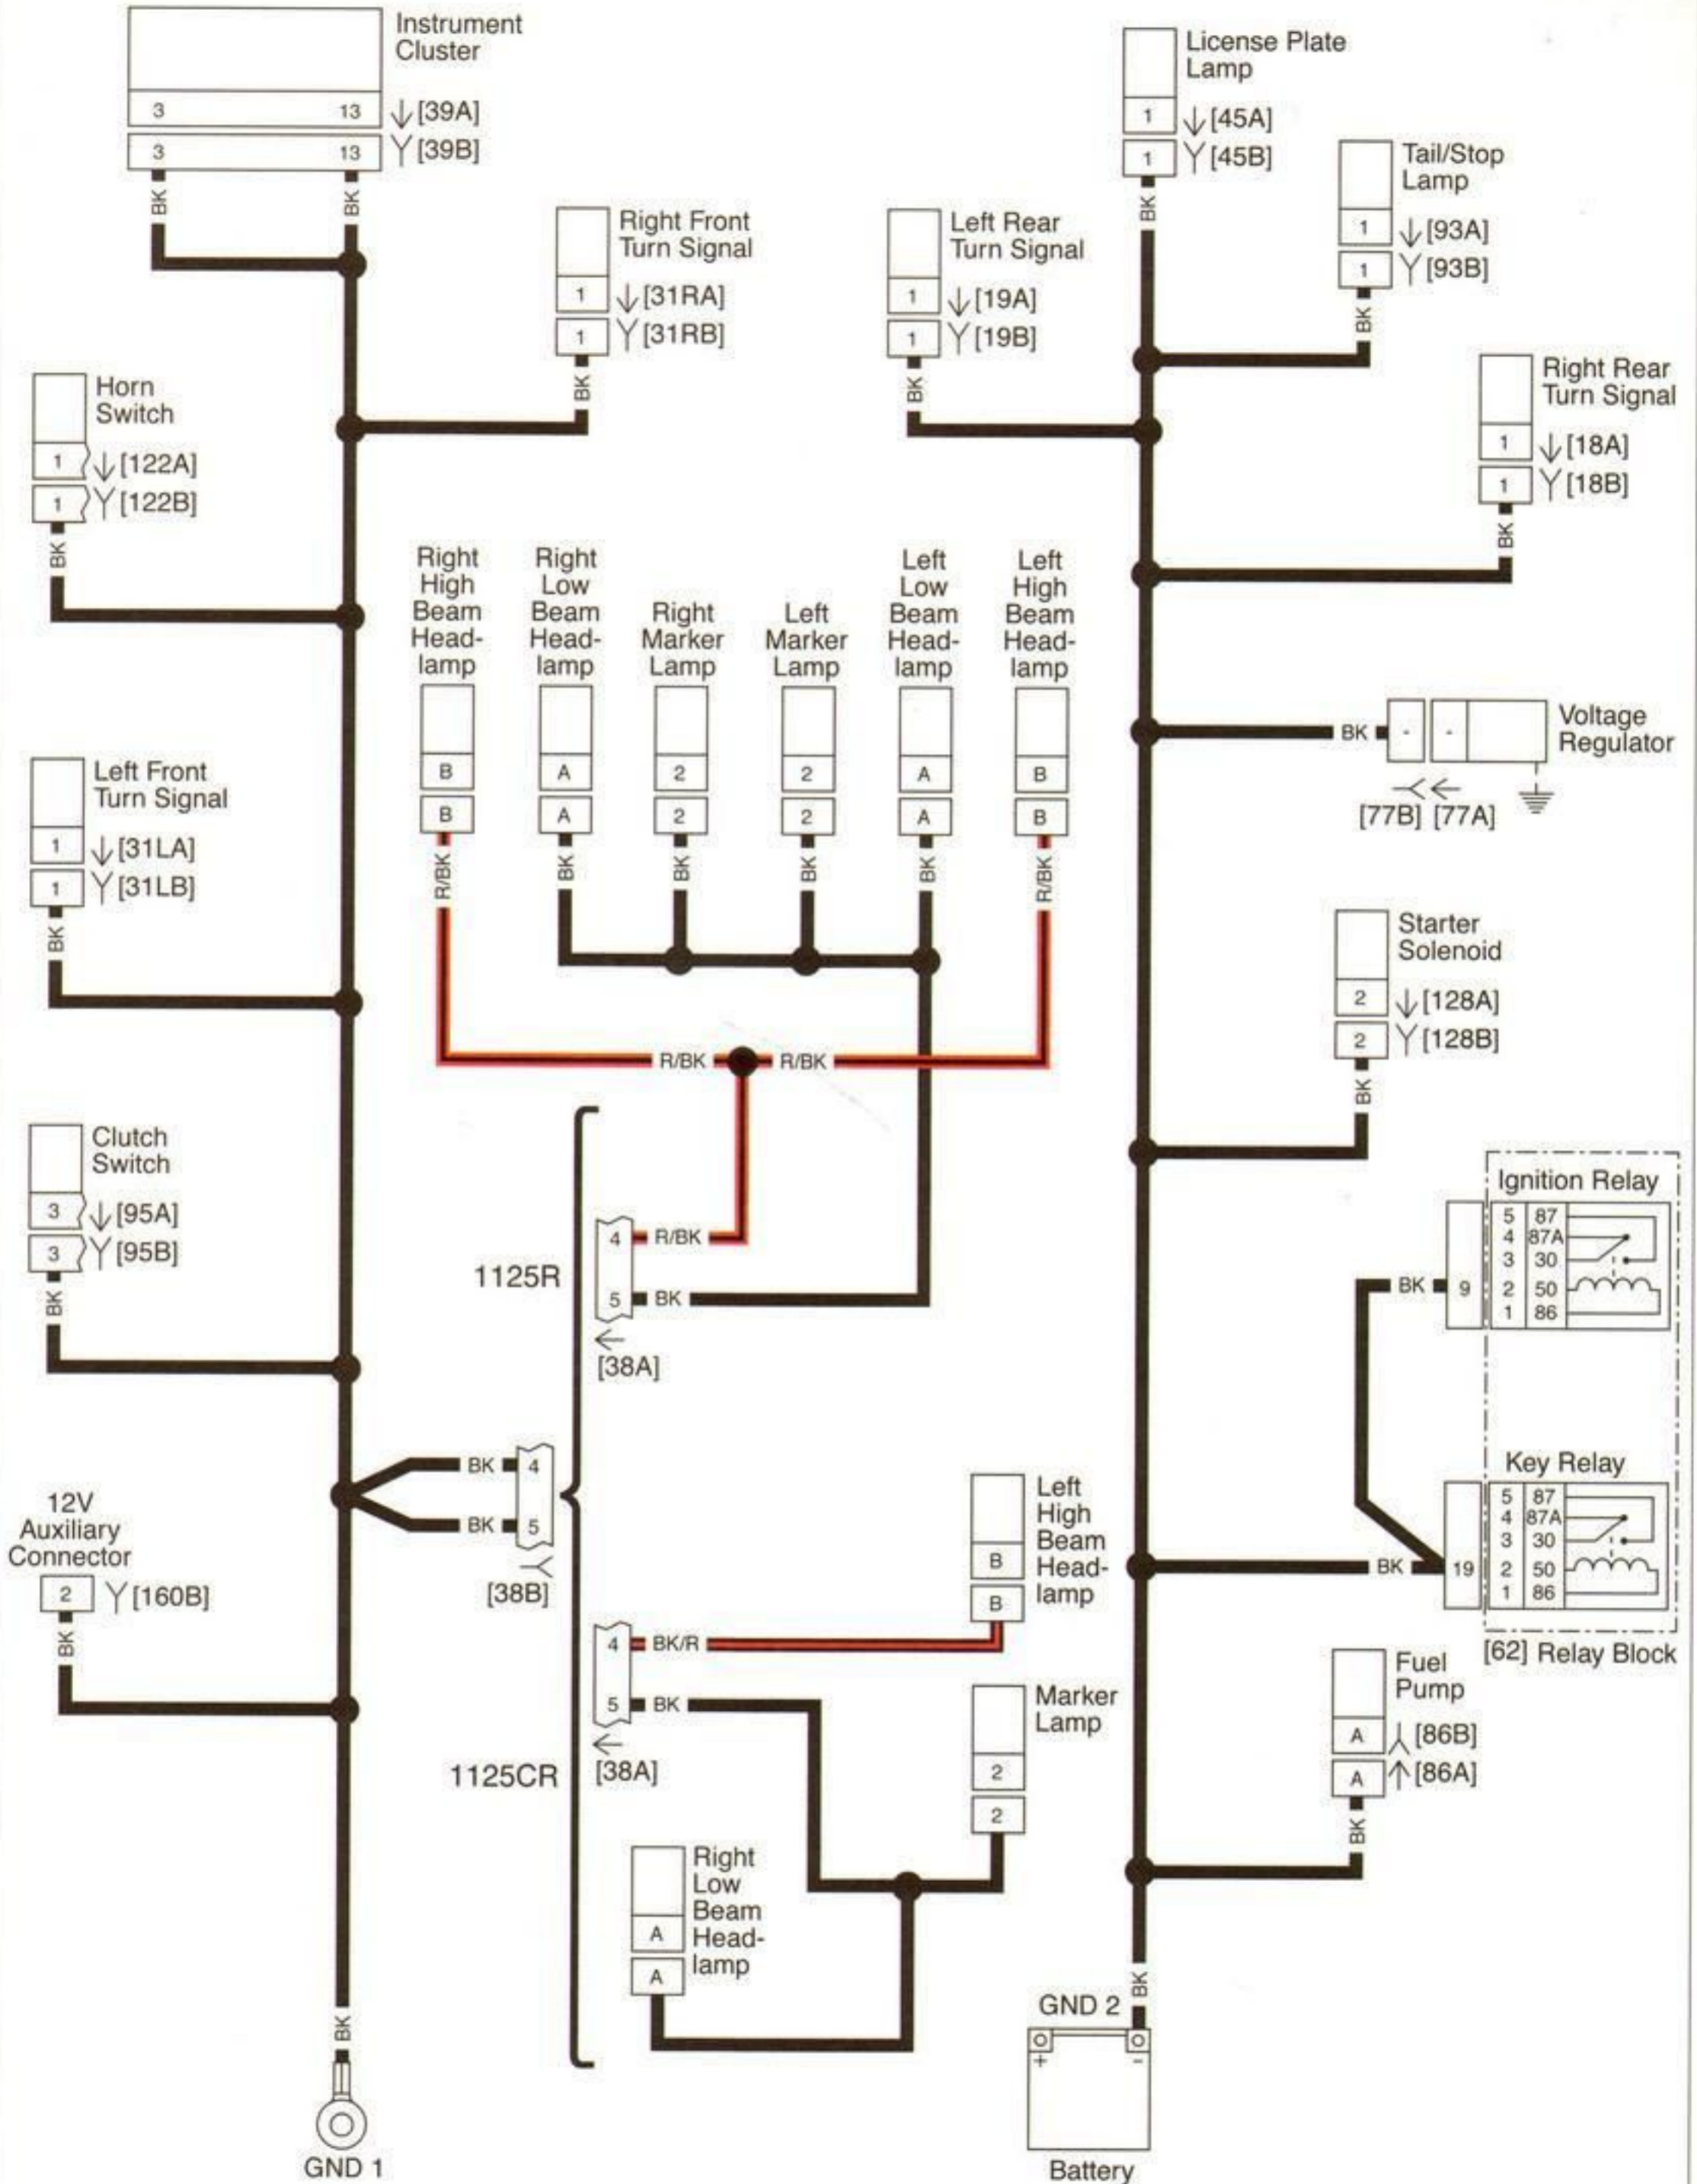 Instrument
Cluster
3 13 [39A]
3 13 [39B]
BK BK
Right Front
Turn Signal
1 [31RA]
1 [31RB]
BK
Left Rear
Turn Signal
1 [19A]
1 [19B]
BK
License Plate
Lamp
1 [45A]
1 [45B]
BK
Tail/Stop
Lamp
1 [93A]
1 [93B]
BK
Right Rear
Turn Signal
1 [18A]
1 [18B]
BK
Horn
Switch
1 [122A]
1 [122B]
BK
Right
High
Beam
Head-
lamp
B
B
R/BK
Right
Low
Beam
Head-
lamp
A
A
BK
Right
Marker
Lamp
2
2
BK
Left
Marker
Lamp
2
2
BK
Left
Low
Beam
Head-
lamp
A
A
BK
Left
High
Beam
Head-
lamp
B
B
R/BK
R/BK R/BK
BK - -
Voltage
Regulator
[77B] [77A]
Left Front
Turn Signal
1 [31LA]
1 [31LB]
BK
Starter
Solenoid
2 [128A]
2 [128B]
BK
Clutch
Switch
3 [95A]
3 [95B]
BK
1125R
4 R/BK
5 BK
[38A]
Ignition Relay
BK 9
5 87
4 87A
3 30
2 50
1 86
BK 4
BK 5
[38B]
Key Relay
BK 19
5 87
4 87A
3 30
2 50
1 86
[62] Relay Block
12V
Auxiliary
Connector
2 [160B]
BK
Left
High
Beam
Head-
lamp
B
B
4 BK/R
5 BK
[38A]
1125CR
Marker
Lamp
2
2
Right
Low
Beam
Head-
lamp
A
A
Fuel
Pump
A [86B]
A [86A]
BK
BK
GND 1
BK
GND 2
+ -
Battery